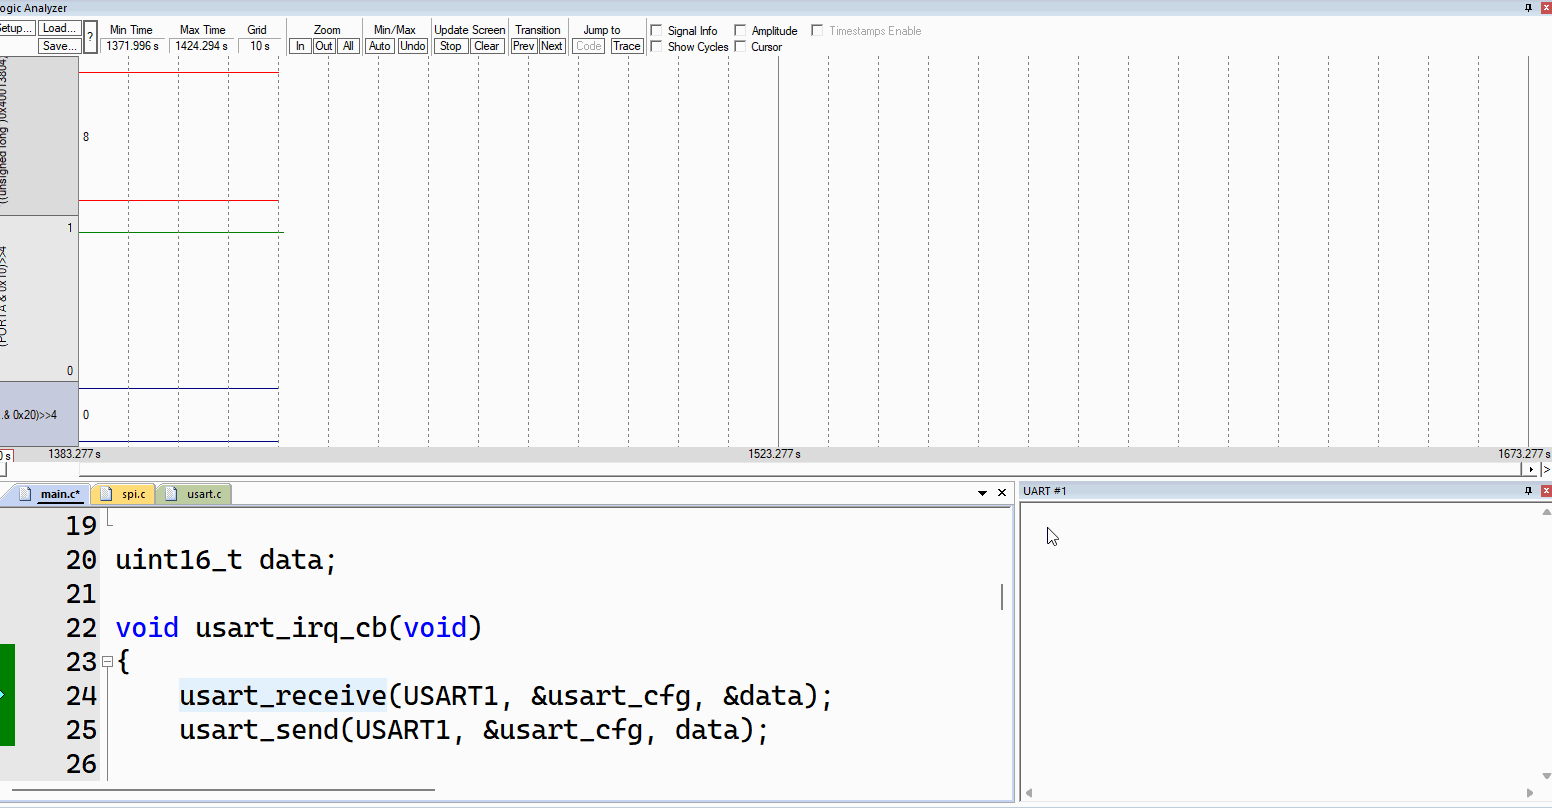 ogic Analyzer
Setup... Load... Min Time Max Time Grid Zoom Min/Max Update Screen Transition Jump to Signal Info Amplitude Timestamps Enable
Save... ? 1371.996 s 1424.294 s 10 s In Out All Auto Undo Stop Clear Prev Next Code Trace Show Cycles Cursor
((unsigned long )0x40013804
8
1
(PORTA & 0x10)>>4
0
& 0x20)>>4 0
0 s 1383.277 s 1523.277 s 1673.277 s
main.c* spi.c usart.c
UART #1
19
20 uint16_t data;
21
22 void usart_irq_cb(void)
23 {
24 usart_receive(USART1, &usart_cfg, &data);
25 usart_send(USART1, &usart_cfg, data);
26